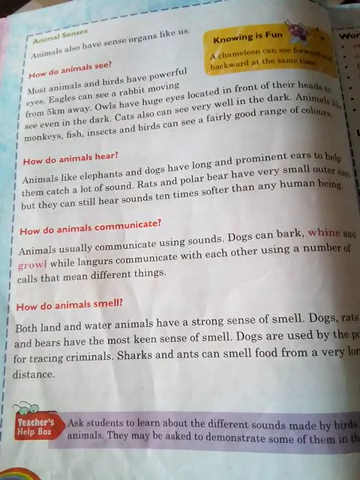 Animal Senses
Animals also have sense organs like us.
Knowing is Fun
A chameleon can see forward
backward at the same time.
Wor
How do animals see?
Most animals and birds have powerful
eyes. Eagles can see a rabbit moving
from 5km away. Owls have huge eyes located in front of their heads to
see even in the dark. Cats also can see very well in the dark. Animals like
monkeys, fish, insects and birds can see a fairly good range of colours.
How do animals hear?
Animals like elephants and dogs have long and prominent ears to help
them catch a lot of sound. Rats and polar bear have very small outer ears
but they can still hear sounds ten times softer than any human being.
How do animals communicate?
Animals usually communicate using sounds. Dogs can bark, whine and
growl while langurs communicate with each other using a number of
calls that mean different things.
How do animals smell?
Both land and water animals have a strong sense of smell. Dogs, rats
and bears have the most keen sense of smell. Dogs are used by the po
for tracing criminals. Sharks and ants can smell food from a very lon
distance.
Teacher's
Help Box
Ask students to learn about the different sounds made by birds
animals. They may be asked to demonstrate some of them in th